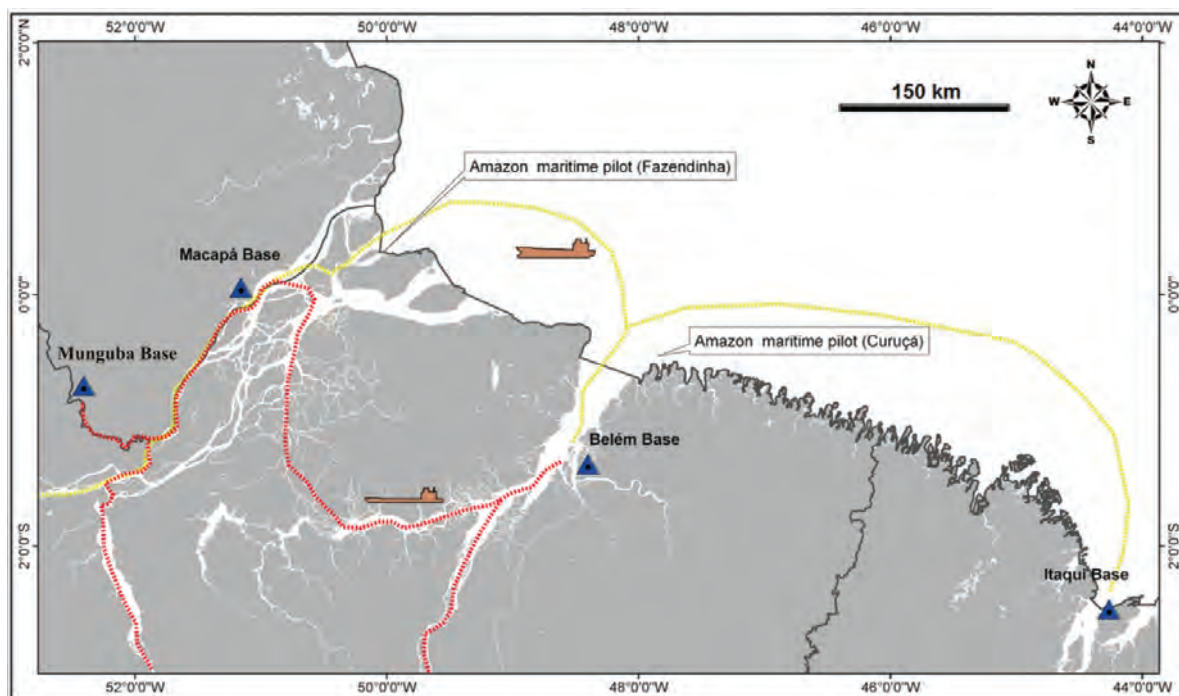 52°0'0"W
50°0'0"W
48°0'0"W
46°0'0"W
44°0'0"W
2°0'0"N
2°0'0"N
N
W
E
S
150 km
Amazon maritime pilot (Fazendinha)
Macapá Base
0°0'0"
0°0'0"
Amazon maritime pilot (Curuçá)
Munguba Base
Belém Base
2°0'0"S
2°0'0"S
Itaqui Base
52°0'0"W
50°0'0"W
48°0'0"W
46°0'0"W
44°0'0"W